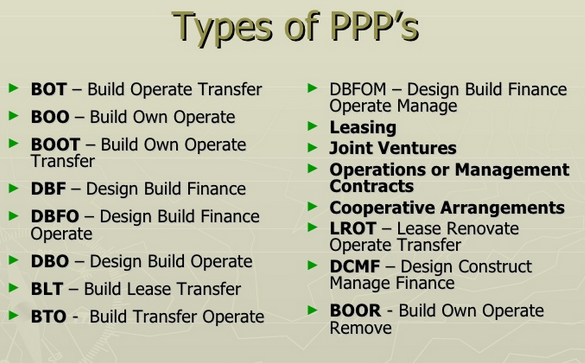 Types of PPP's
BOT – Build Operate Transfer
BOO – Build Own Operate
BOOT – Build Own Operate
Transfer
DBF – Design Build Finance
DBFO – Design Build Finance
Operate
DBO – Design Build Operate
BLT – Build Lease Transfer
BTO - Build Transfer Operate
DBFOM – Design Build Finance
Operate Manage
Leasing
Joint Ventures
Operations or Management
Contracts
Cooperative Arrangements
LROT – Lease Renovate
Operate Transfer
DCMF – Design Construct
Manage Finance
BOOR - Build Own Operate
Remove